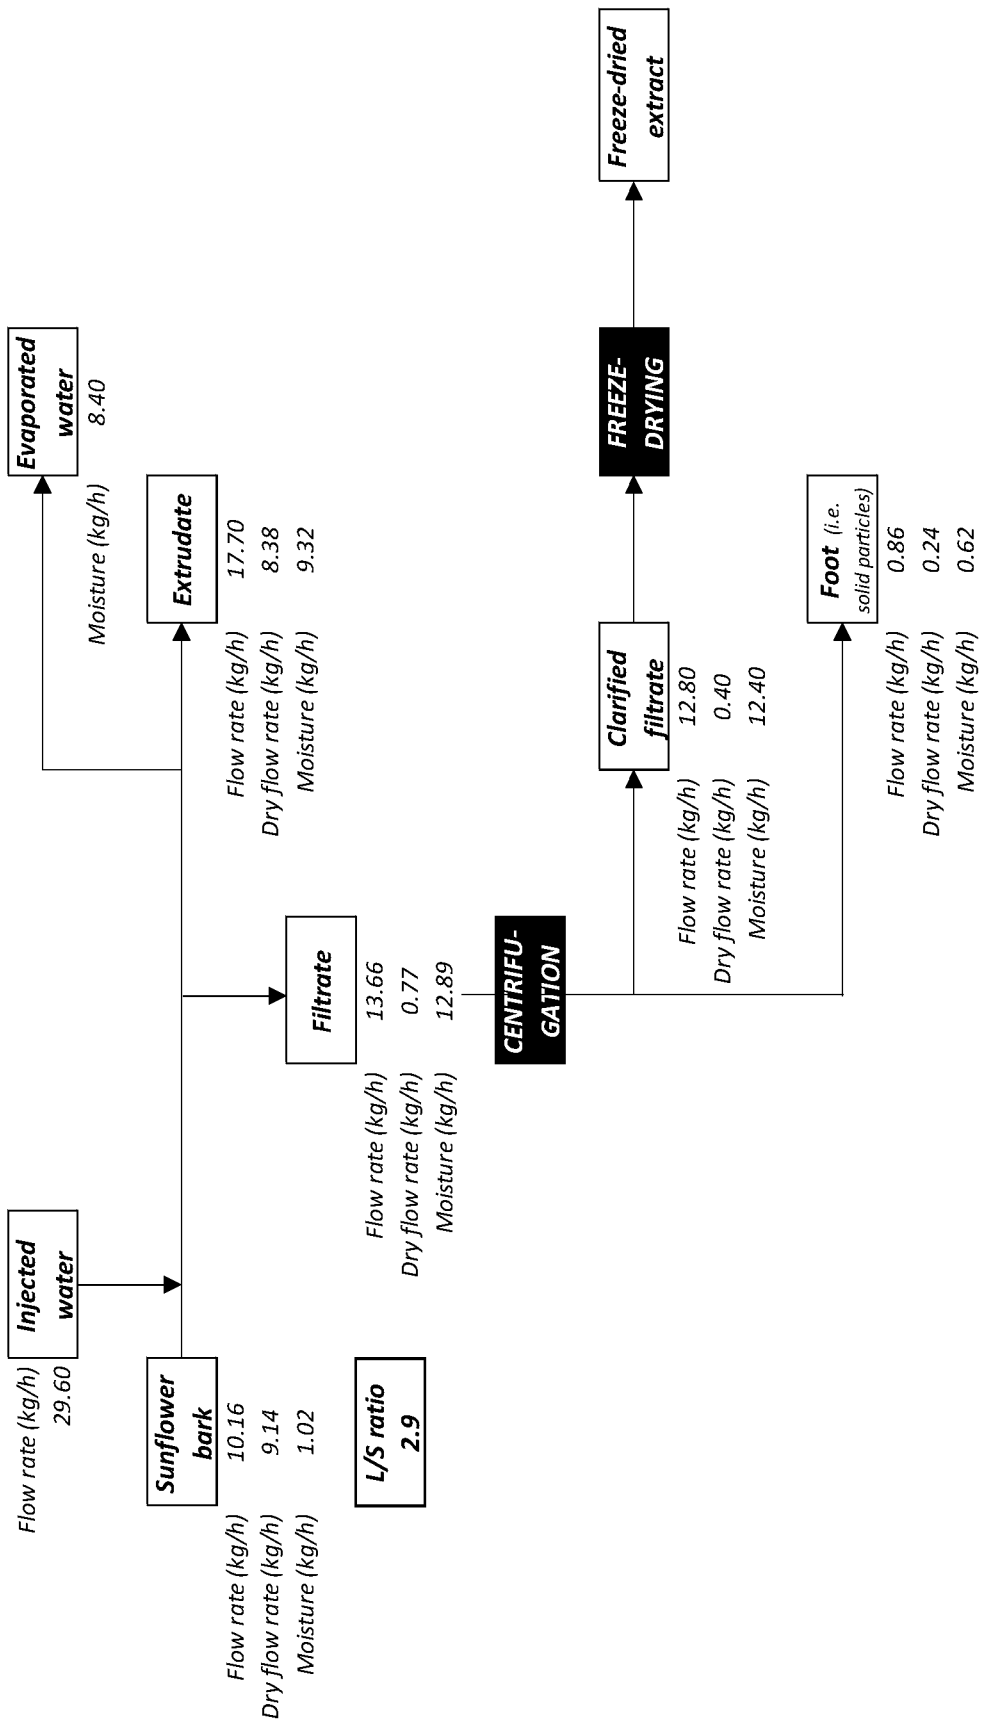 Flow rate (kg/h)
29.60
Injected
water
Moisture (kg/h)
Evaporated
water
8.40
Sunflower
bark
Flow rate (kg/h) 10.16
Dry flow rate (kg/h) 9.14
Moisture (kg/h) 1.02
Extrudate
Flow rate (kg/h) 17.70
Dry flow rate (kg/h) 8.38
Moisture (kg/h) 9.32
L/S ratio
2.9
Filtrate
Flow rate (kg/h) 13.66
Dry flow rate (kg/h) 0.77
Moisture (kg/h) 12.89
CENTRIFU-
GATION
Clarified
filtrate
Flow rate (kg/h) 12.80
Dry flow rate (kg/h) 0.40
Moisture (kg/h) 12.40
FREEZE-
DRYING
Freeze-dried
extract
Foot (i.e.
solid particles)
Flow rate (kg/h) 0.86
Dry flow rate (kg/h) 0.24
Moisture (kg/h) 0.62